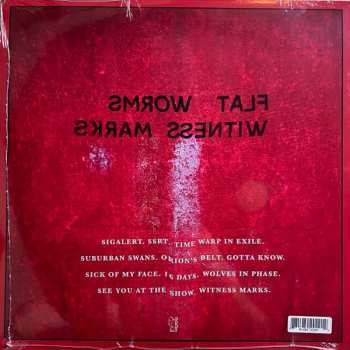 FLAT WORMS
WITNESS MARKS
SIGALERT. SSRT. TIME WARP IN EXILE.
SUBURBAN SWANS. ORION'S BELT. GOTTA KNOW.
SICK OF MY FACE. 16 DAYS. WOLVES IN PHASE.
SEE YOU AT THE SHOW. WITNESS MARKS.